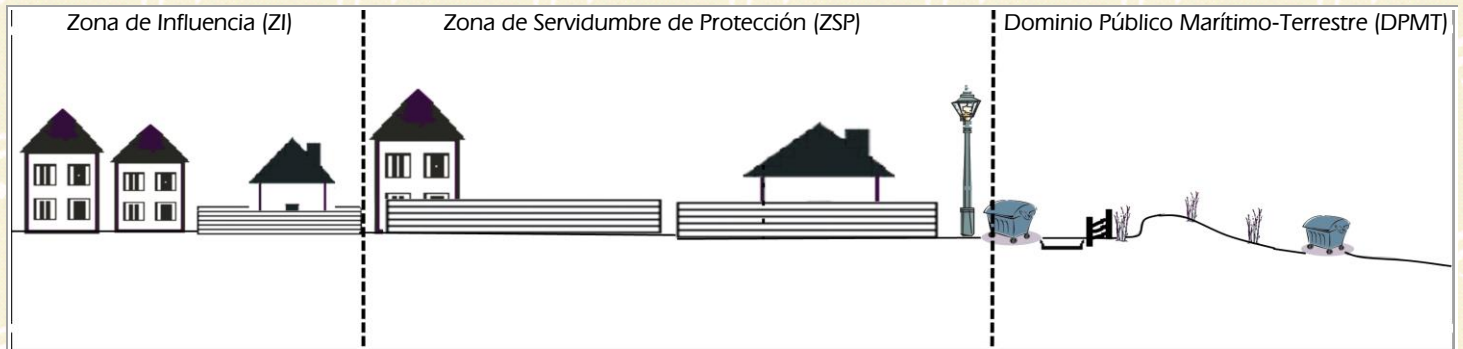 Zona de Influencia (ZI)
Zona de Servidumbre de Protección (ZSP)
Dominio Público Marítimo-Terrestre (DPMT)